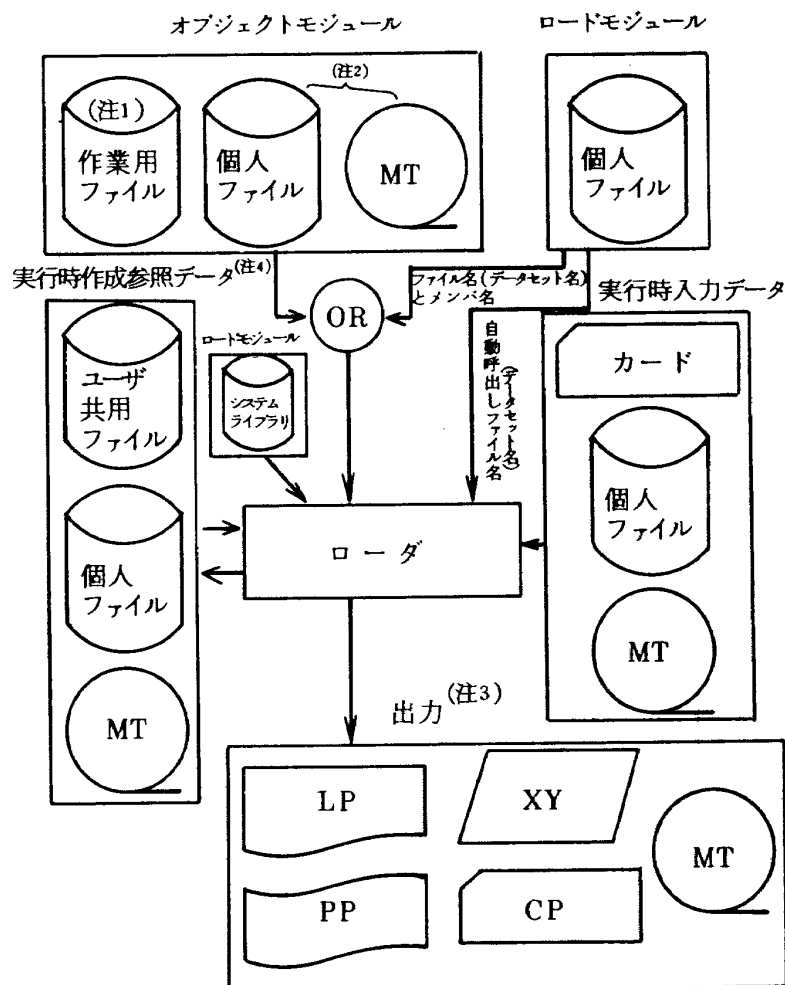 オブジェクトモジュール
ロードモジュール
(注1)
作業用
ファイル
個人
ファイル
(注2)
MT
個人
ファイル
実行時作成参照データ(注4)
ファイル名(データセット名)
とメンバ名
実行時入力データ
OR
ロードモジュール
システム
ライブラリ
自動呼出しファイル名
(データセット名)
ユーザ
共用
ファイル
個人
ファイル
MT
カード
個人
ファイル
MT
ローダ
出力(注3)
LP
XY
MT
PP
CP